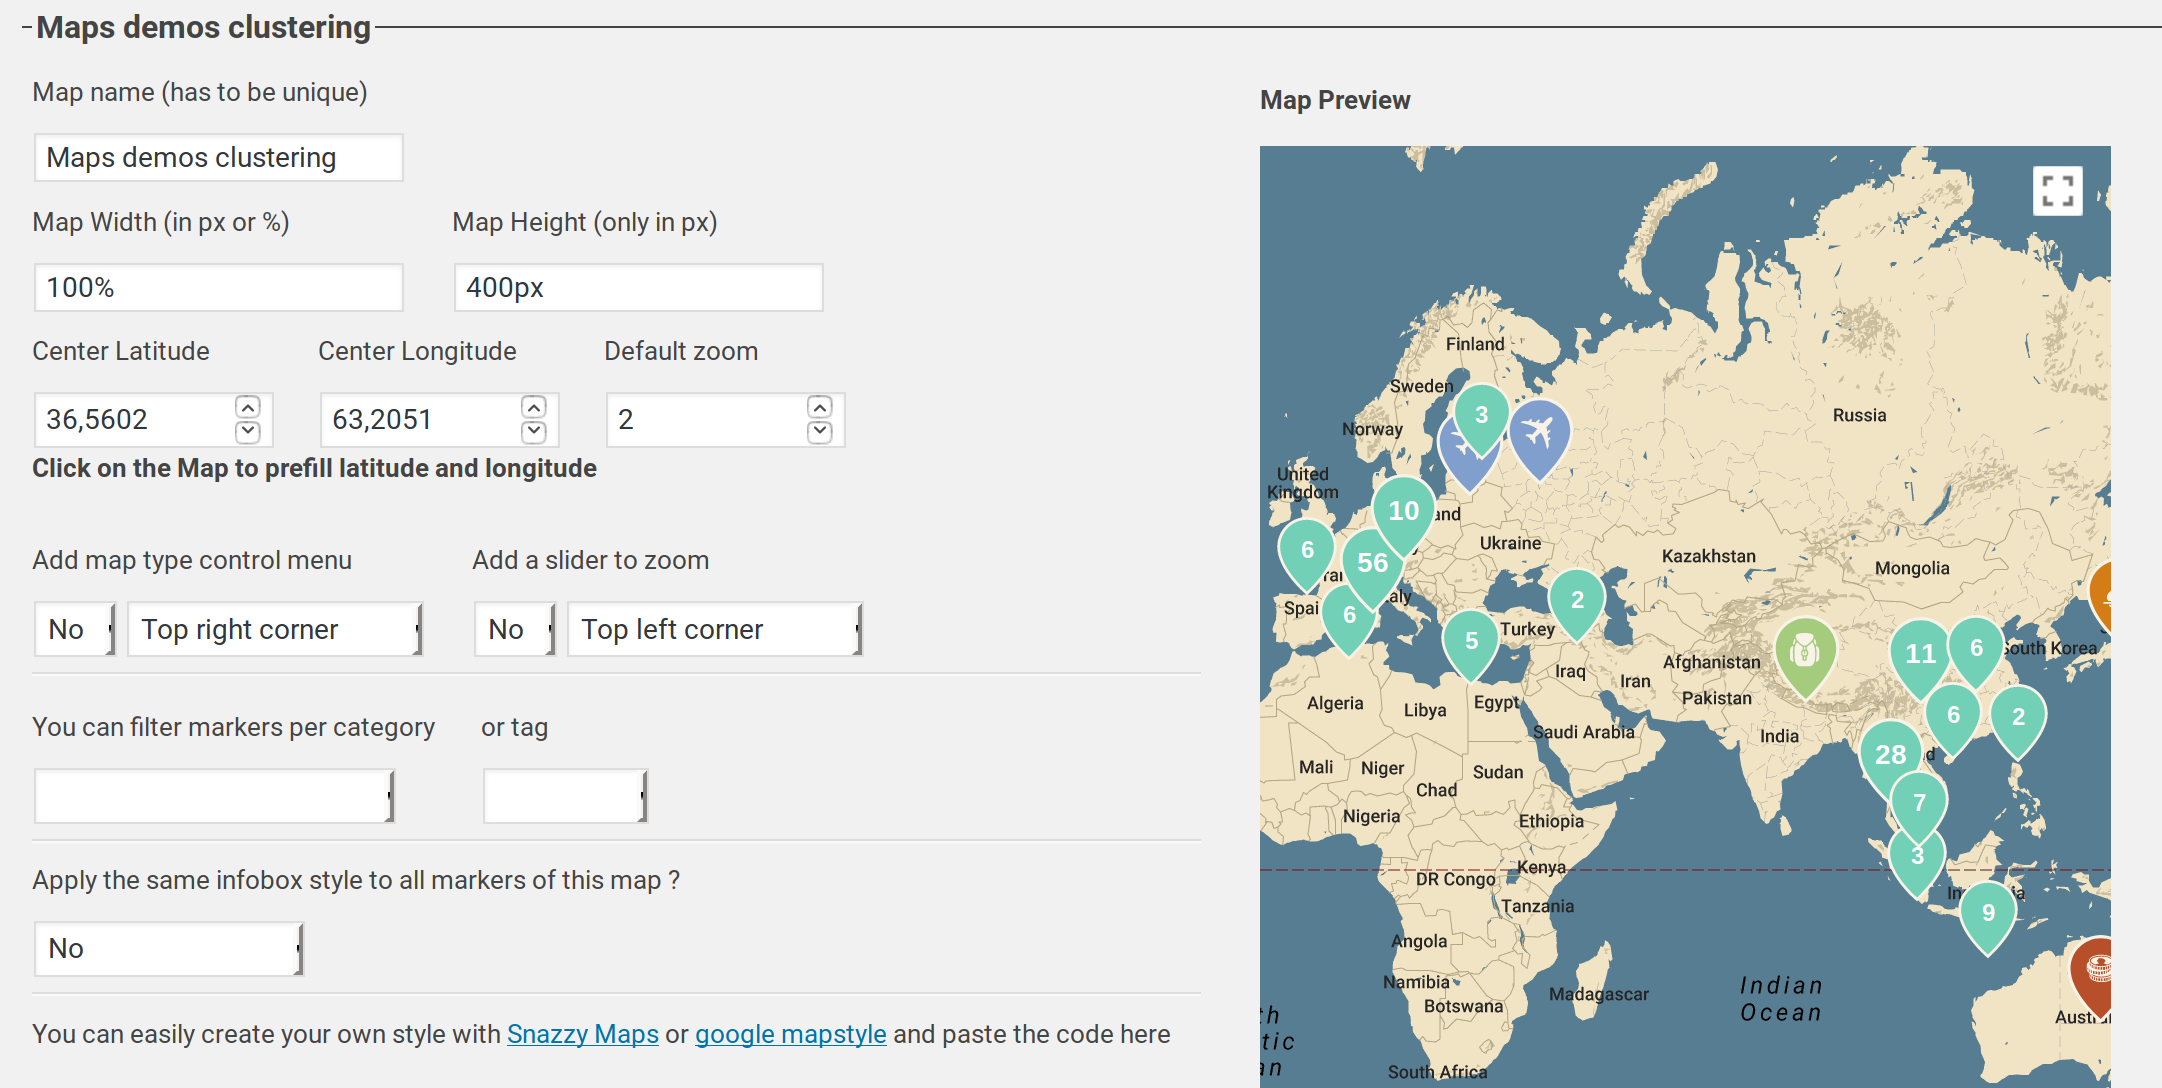 Maps demos clustering
Map name (has to be unique)
Maps demos clustering
Map Width (in px or %)
Map Height (only in px)
100%
400px
Center Latitude
Center Longitude
Default zoom
36,5602
63,2051
2
Click on the Map to prefill latitude and longitude
Add map type control menu
Add a slider to zoom
No
Top right corner
No
Top left corner
You can filter markers per category
or tag
Apply the same infobox style to all markers of this map ?
No
You can easily create your own style with Snazzy Maps or google mapstyle and paste the code here
Map Preview
Finland
Sweden
3
Russia
Norway
United
Kingdom
10
and
Ukraine
6
56
Kazakhstan
Mongolia
Spai
6
aly
2
5
Turkey
11
6
South Korea
Afghanistan
Iraq
Iran
Pakistan
Algeria
Libya
Egypt
6
2
Saudi Arabia
India
28
d
Mali
Niger
Sudan
Chad
7
Nigeria
Ethiopia
3
Kenya
DR Congo
In
ia
Tanzania
9
Angola
Namibia
Botswana
Madagascar
Indian
Ocean
th
tic
an
Austra
South Africa